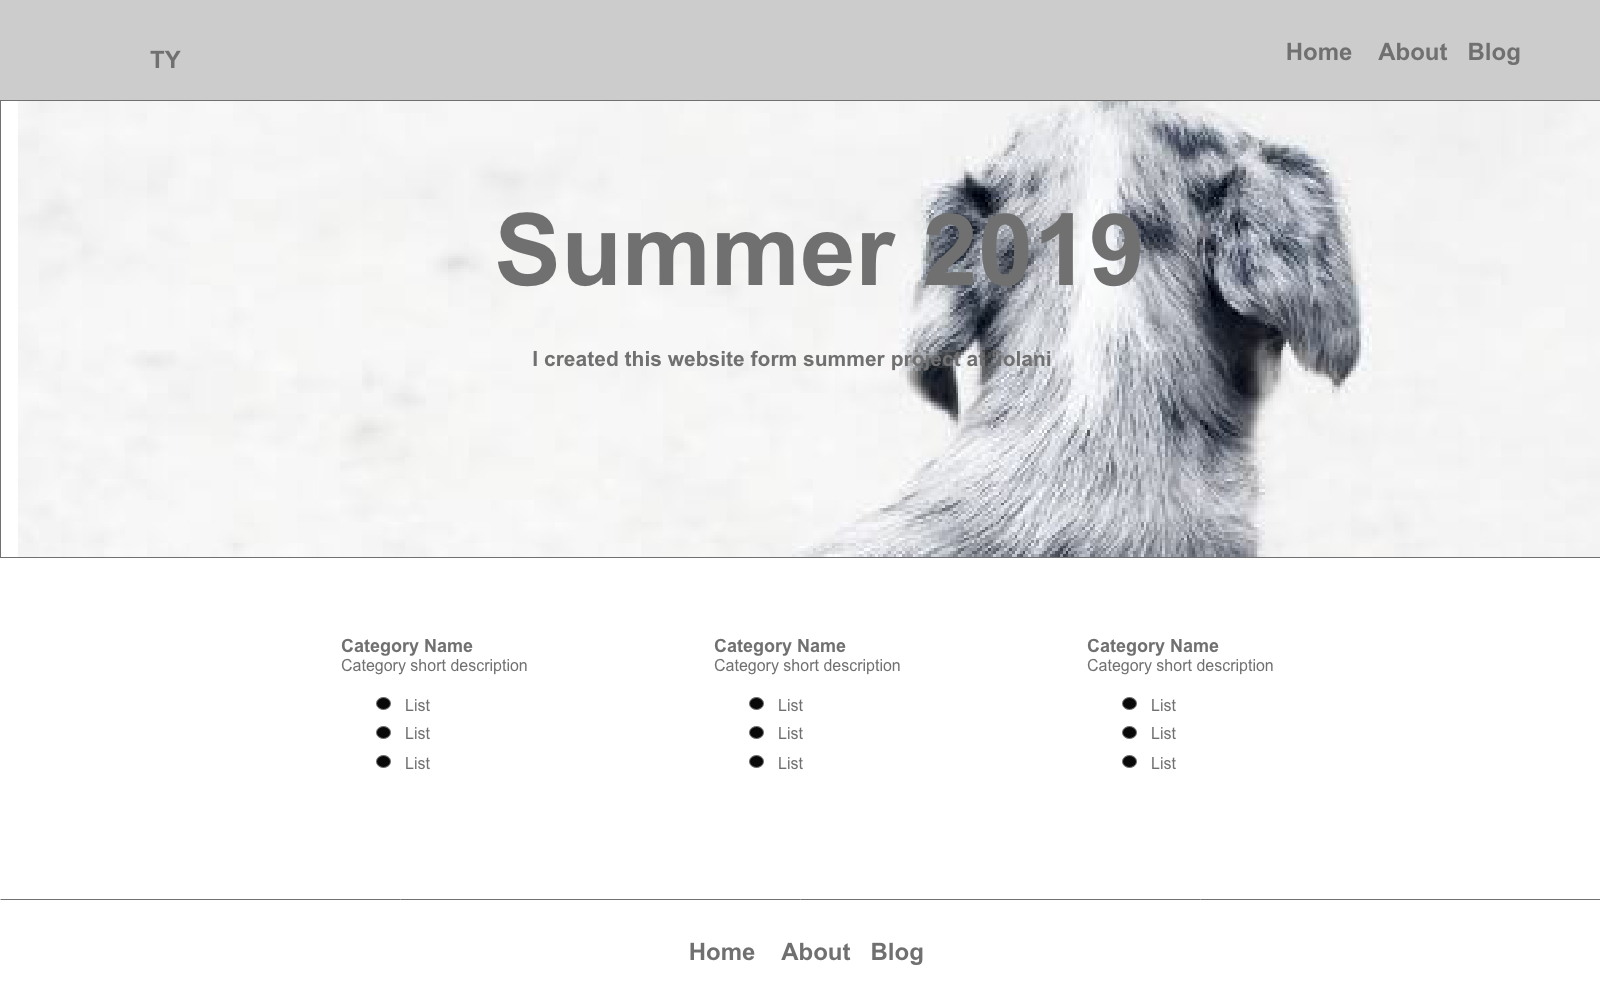 TY
Home About Blog
Summer 2019
I created this website form summer project at Iolani
Category Name
Category short description
List
List
List
Category Name
Category short description
List
List
List
Category Name
Category short description
List
List
List
Home About Blog